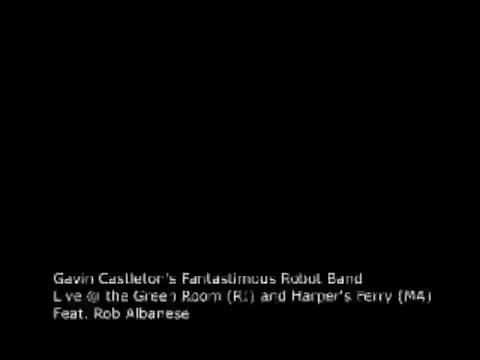 Gavin Castleton's Fantastimous Robot Band
Live @ the Green Room (RI) and Harper's Ferry (MA)
Feat. Rob Albanese